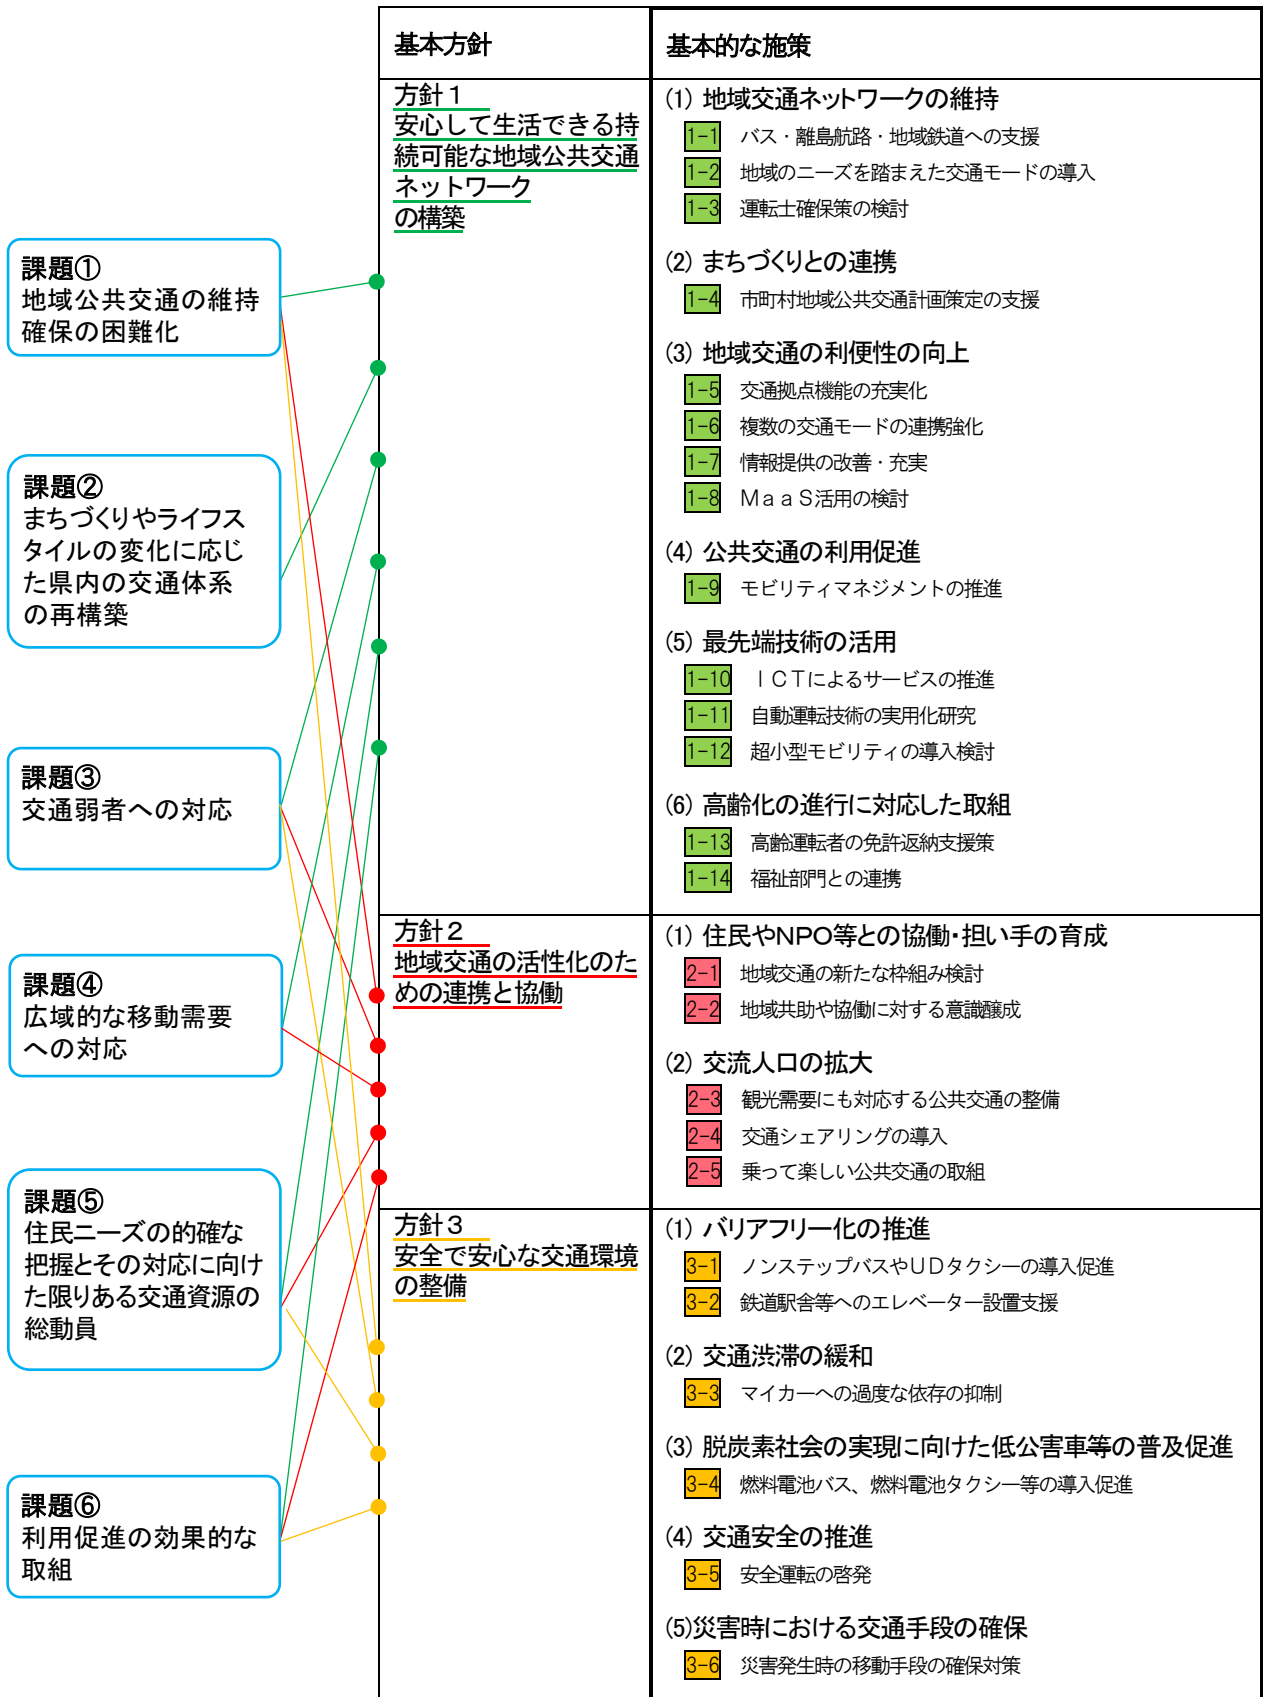 基本方針
基本的な施策
課題①
地域公共交通の維持
確保の困難化
課題②
まちづくりやライフス
タイルの変化に応じ
た県内の交通体系
の再構築
課題③
交通弱者への対応
課題④
広域的な移動需要
への対応
課題⑤
住民ニーズの的確な
把握とその対応に向け
た限りある交通資源の
総動員
課題⑥
利用促進の効果的な
取組
方針１
安心して生活できる持
続可能な地域公共交通
ネットワーク
の構築
(1) 地域交通ネットワークの維持
1-1 バス・離島航路・地域鉄道への支援
1-2 地域のニーズを踏まえた交通モードの導入
1-3 運転士確保策の検討
(2) まちづくりとの連携
1-4 市町村地域公共交通計画策定の支援
(3) 地域交通の利便性の向上
1-5 交通拠点機能の充実化
1-6 複数の交通モードの連携強化
1-7 情報提供の改善・充実
1-8 ＭａａＳ活用の検討
(4) 公共交通の利用促進
1-9 モビリティマネジメントの推進
(5) 最先端技術の活用
1-10 ＩＣＴによるサービスの推進
1-11 自動運転技術の実用化研究
1-12 超小型モビリティの導入検討
(6) 高齢化の進行に対応した取組
1-13 高齢運転者の免許返納支援策
1-14 福祉部門との連携
方針２
地域交通の活性化のた
めの連携と協働
(1) 住民やNPO等との協働・担い手の育成
2-1 地域交通の新たな枠組み検討
2-2 地域共助や協働に対する意識醸成
(2) 交流人口の拡大
2-3 観光需要にも対応する公共交通の整備
2-4 交通シェアリングの導入
2-5 乗って楽しい公共交通の取組
方針３
安全で安心な交通環境
の整備
(1) バリアフリー化の推進
3-1 ノンステップバスやＵＤタクシーの導入促進
3-2 鉄道駅舎等へのエレベーター設置支援
(2) 交通渋滞の緩和
3-3 マイカーへの過度な依存の抑制
(3) 脱炭素社会の実現に向けた低公害車等の普及促進
3-4 燃料電池バス、燃料電池タクシー等の導入促進
(4) 交通安全の推進
3-5 安全運転の啓発
(5)災害時における交通手段の確保
3-6 災害発生時の移動手段の確保対策